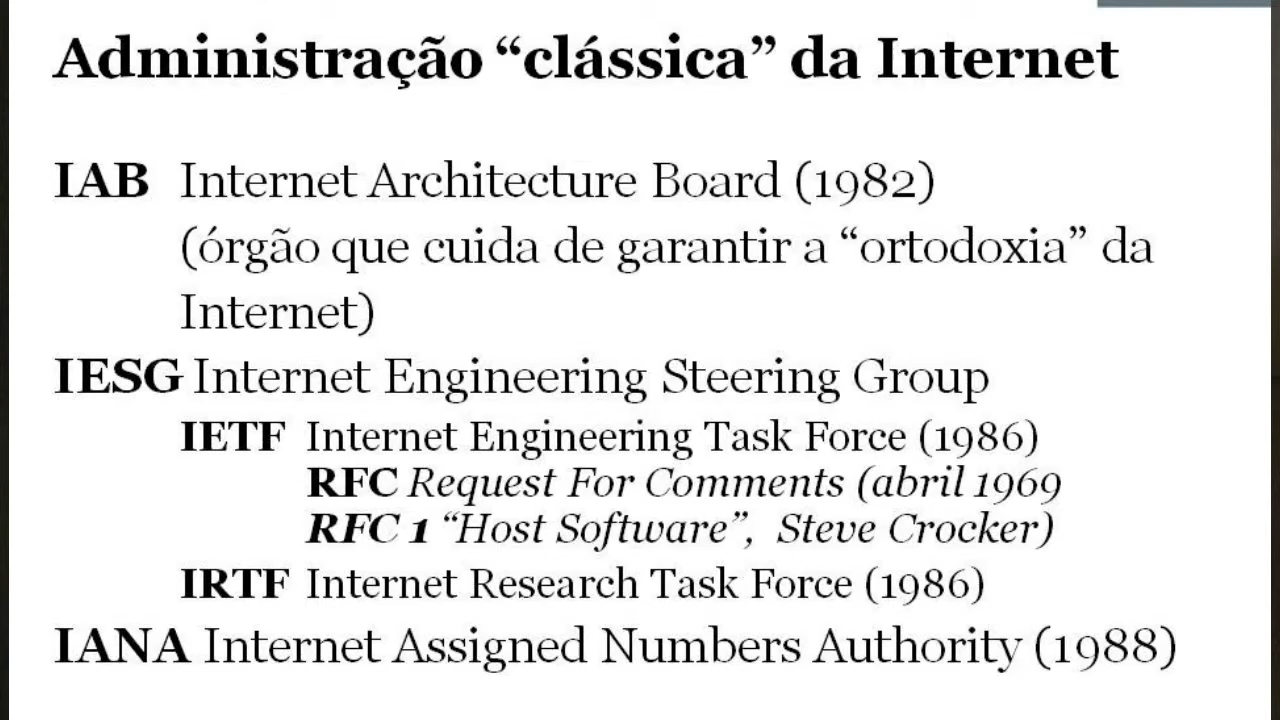 Administração “clássica” da Internet
IAB Internet Architecture Board (1982)
(órgão que cuida de garantir a “ortodoxia” da
Internet)
IESG Internet Engineering Steering Group
IETF Internet Engineering Task Force (1986)
RFC Request For Comments (abril 1969
RFC 1 “Host Software”, Steve Crocker)
IRTF Internet Research Task Force (1986)
IANA Internet Assigned Numbers Authority (1988)